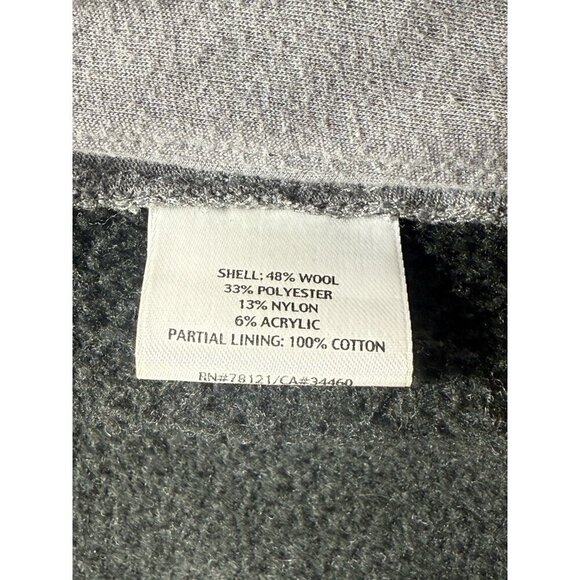 SHELL: 48% WOOL
33% POLYESTER
13% NYLON
6% ACRYLIC
PARTIAL LINING: 100% COTTON
RN#78121/CA#34460